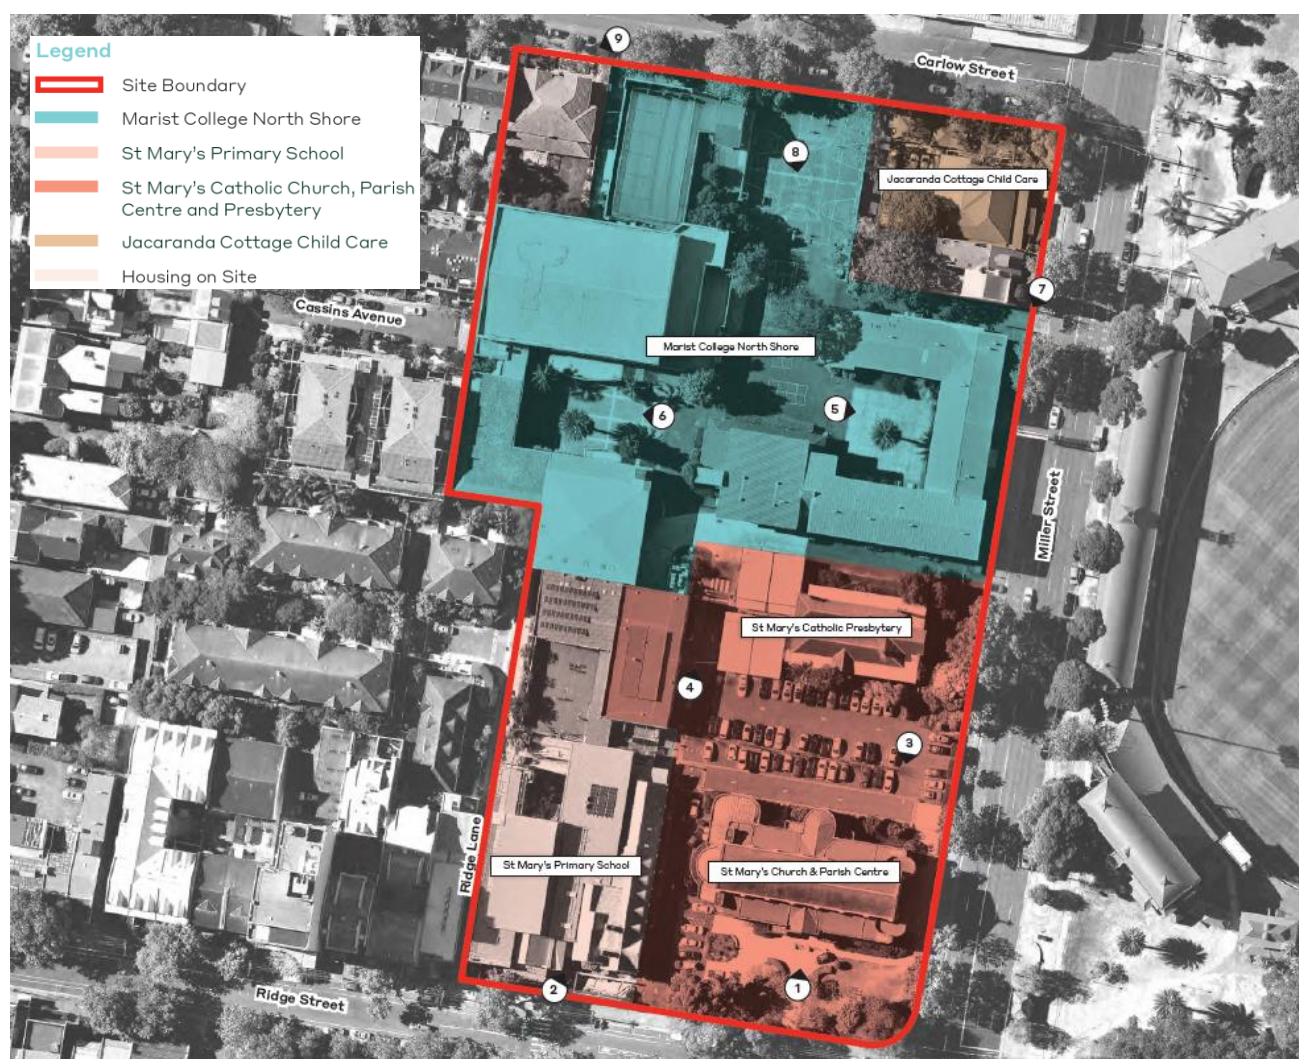 Legend
Site Boundary
Marist College North Shore
St Mary's Primary School
St Mary's Catholic Church, Parish
Centre and Presbytery
Jacaranda Cottage Child Care
Housing on Site
9
Carlow Street
8
Jacaranda Cottage Child Care
7
Cassins Avenue
Marist College North Shore
6
5
Miller Street
St Mary's Catholic Presbytery
4
3
Ridge Lane
St Mary's Primary School
St Mary's Church & Parish Centre
2
1
Ridge Street